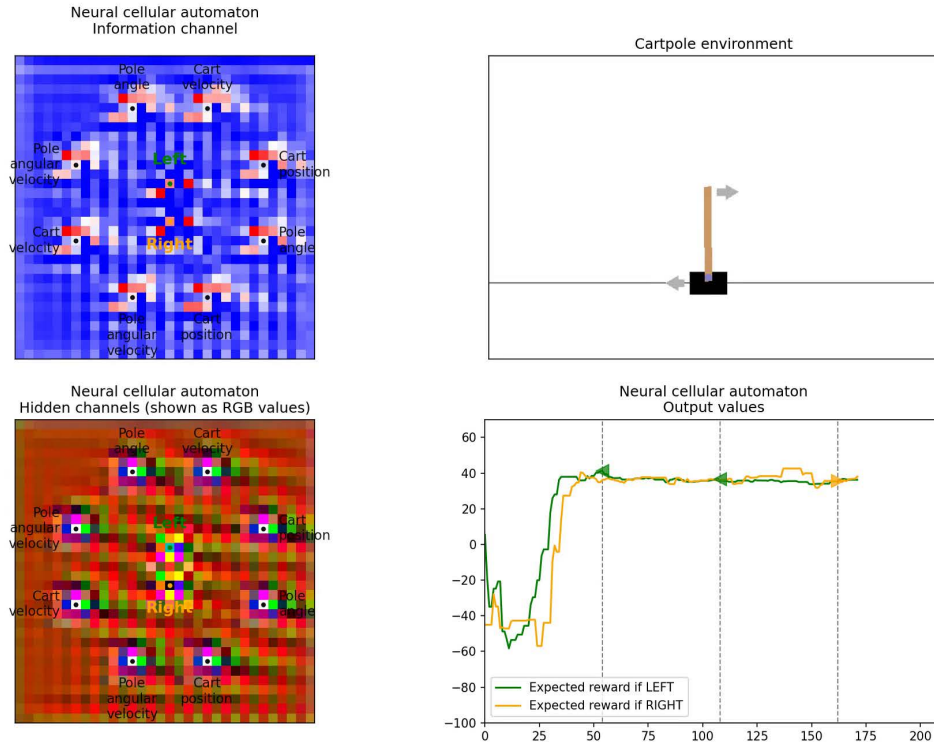 Neural cellular automaton
Information channel
Pole
angle
Cart
velocity
Pole
angular
velocity
Left
Cart
position
Cart
velocity
Right
Pole
angle
Pole
angular
velocity
Cart
position
Cartpole environment
Neural cellular automaton
Hidden channels (shown as RGB values)
Pole
angle
Cart
velocity
Pole
angular
velocity
Left
Cart
position
Cart
velocity
Right
Pole
angle
Pole
angular
velocity
Cart
position
Neural cellular automaton
Output values
60
40
20
0
−20
−40
−60
−80
−100
Expected reward if LEFT
Expected reward if RIGHT
0 25 50 75 100 125 150 175 200